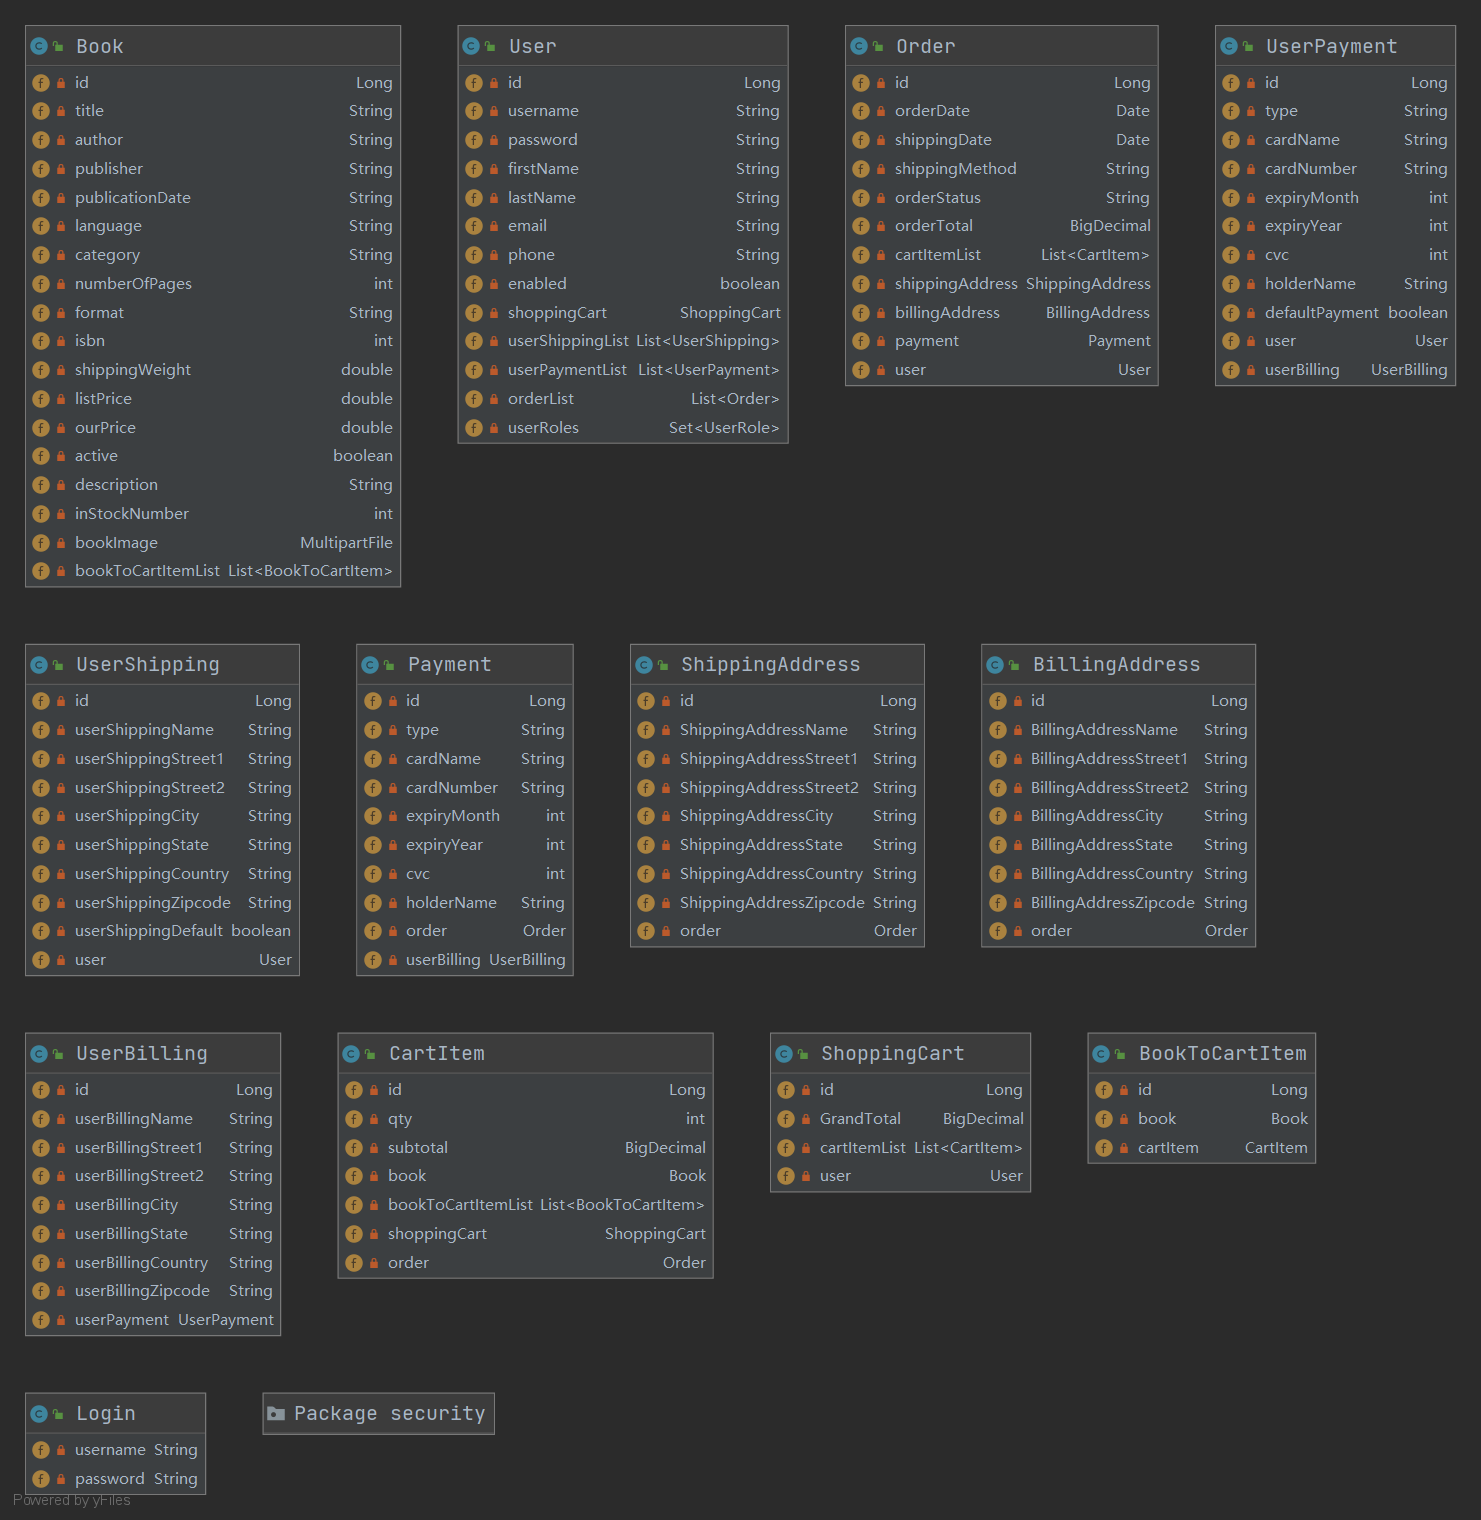 Book
id Long
title String
author String
publisher String
publicationDate String
language String
category String
numberOfPages int
format String
isbn int
shippingWeight double
listPrice double
ourPrice double
active boolean
description String
inStockNumber int
bookImage MultipartFile
bookToCartItemList List<BookToCartItem>
User
id Long
username String
password String
firstName String
lastName String
email String
phone String
enabled boolean
shoppingCart ShoppingCart
userShippingList List<UserShipping>
userPaymentList List<UserPayment>
orderList List<Order>
userRoles Set<UserRole>
Order
id Long
orderDate Date
shippingDate Date
shippingMethod String
orderStatus String
orderTotal BigDecimal
cartItemList List<CartItem>
shippingAddress ShippingAddress
billingAddress BillingAddress
payment Payment
user User
UserPayment
id Long
type String
cardName String
cardNumber String
expiryMonth int
expiryYear int
cvc int
holderName String
defaultPayment boolean
user User
userBilling UserBilling
UserShipping
id Long
userShippingName String
userShippingStreet1 String
userShippingStreet2 String
userShippingCity String
userShippingState String
userShippingCountry String
userShippingZipcode String
userShippingDefault boolean
user User
Payment
id Long
type String
cardName String
cardNumber String
expiryMonth int
expiryYear int
cvc int
holderName String
order Order
userBilling UserBilling
ShippingAddress
id Long
ShippingAddressName String
ShippingAddressStreet1 String
ShippingAddressStreet2 String
ShippingAddressCity String
ShippingAddressState String
ShippingAddressCountry String
ShippingAddressZipcode String
order Order
BillingAddress
id Long
BillingAddressName String
BillingAddressStreet1 String
BillingAddressStreet2 String
BillingAddressCity String
BillingAddressState String
BillingAddressCountry String
BillingAddressZipcode String
order Order
UserBilling
id Long
userBillingName String
userBillingStreet1 String
userBillingStreet2 String
userBillingCity String
userBillingState String
userBillingCountry String
userBillingZipcode String
userPayment UserPayment
CartItem
id Long
qty int
subtotal BigDecimal
book Book
bookToCartItemList List<BookToCartItem>
shoppingCart ShoppingCart
order Order
ShoppingCart
id Long
GrandTotal BigDecimal
cartItemList List<CartItem>
user User
BookToCartItem
id Long
book Book
cartItem CartItem
Login
username String
password String
Package security
Powered by yFiles